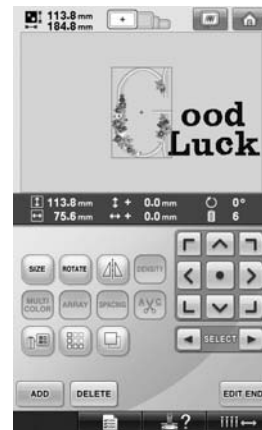 113.8 mm
184.8 mm
ood
Luck
113.8 mm + 0.0 mm 0°
75.6 mm + 0.0 mm 6
SIZE ROTATE DENSITY
MULTI COLOR ARRAY SPACING
SELECT
ADD DELETE EDIT END
?